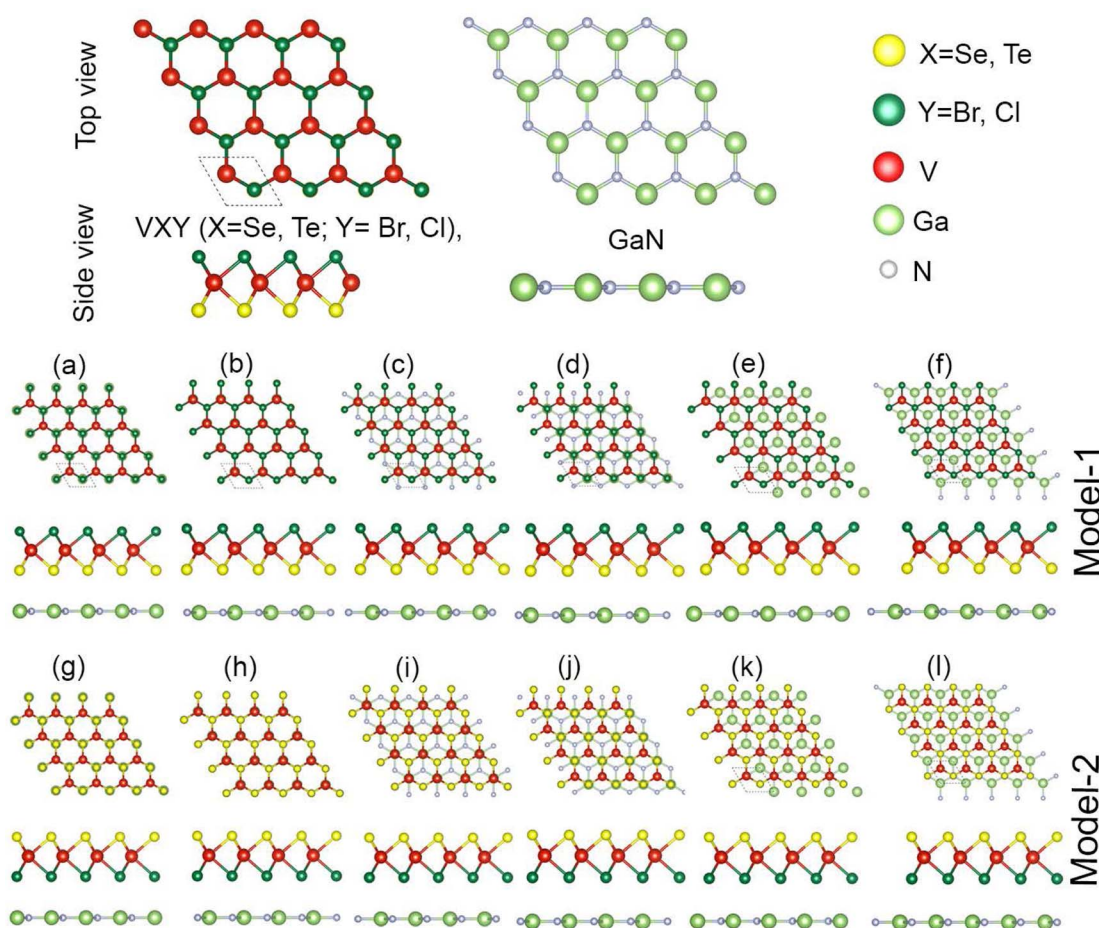 Top view
Side view
VXY (X=Se, Te; Y= Br, Cl),
GaN
X=Se, Te
Y=Br, Cl
V
Ga
N
(a) (b) (c) (d) (e) (f)
Model-1
(g) (h) (i) (j) (k) (l)
Model-2